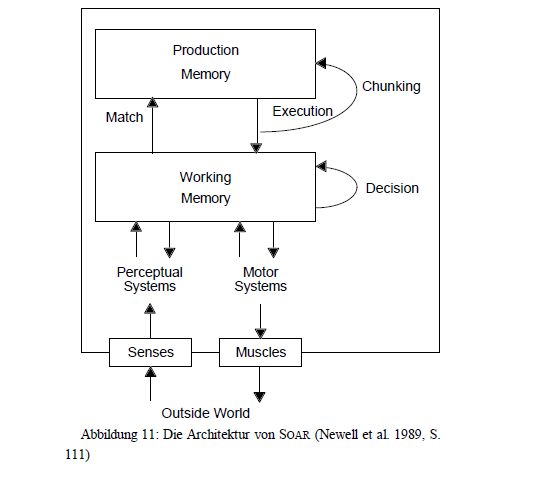 Production
Memory
Chunking
Match
Execution
Working
Memory
Decision
Perceptual
Systems
Motor
Systems
Senses
Muscles
Outside World
Abbildung 11: Die Architektur von SOAR (Newell et al. 1989, S.
111)